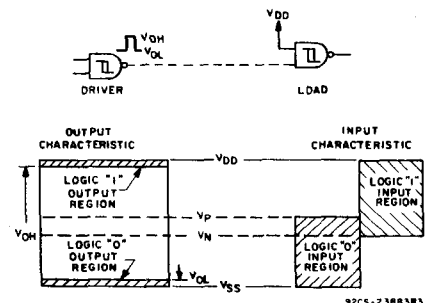 VDD
VOH
VOL
DRIVER
LOAD
OUTPUT
CHARACTERISTIC
INPUT
CHARACTERISTIC
VDD
LOGIC "1"
OUTPUT
REGION
LOGIC "1"
INPUT
REGION
VP
VOH
VN
LOGIC "0"
OUTPUT
REGION
LOGIC "0"
INPUT
REGION
VOL
VSS
92CS-23883R3